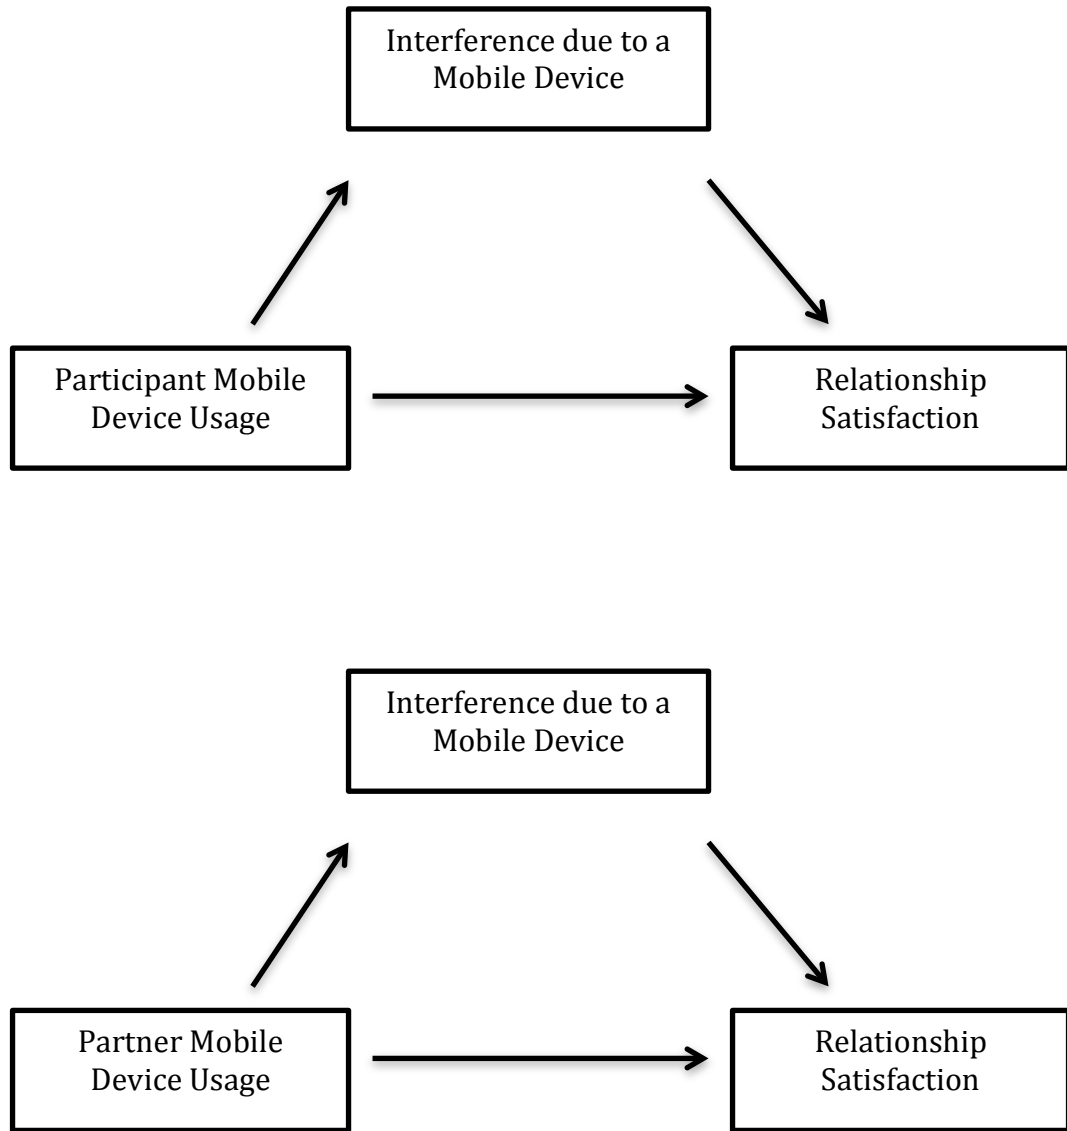 Interference due to a
Mobile Device
Participant Mobile
Device Usage
Relationship
Satisfaction
Interference due to a
Mobile Device
Partner Mobile
Device Usage
Relationship
Satisfaction